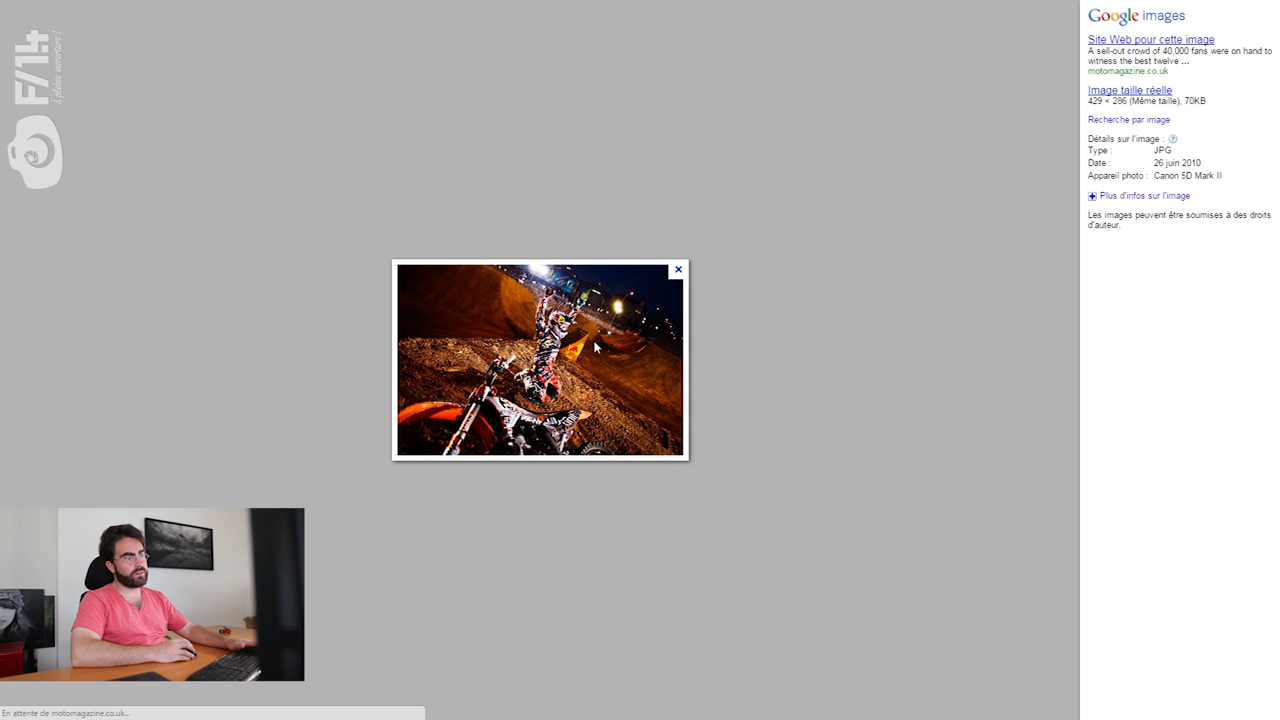 F/1.4
À pleine ouverture !
Google images
Site Web pour cette image
A sell-out crowd of 40,000 fans were on hand to
witness the best twelve ...
motomagazine.co.uk
Image taille réelle
429 × 286 (Même taille), 70KB
Recherche par image
Détails sur l'image : ?
Type : JPG
Date : 26 juin 2010
Appareil photo : Canon 5D Mark II
Plus d'infos sur l'image
Les images peuvent être soumises à des droits
d'auteur.
En attente de motomagazine.co.uk...